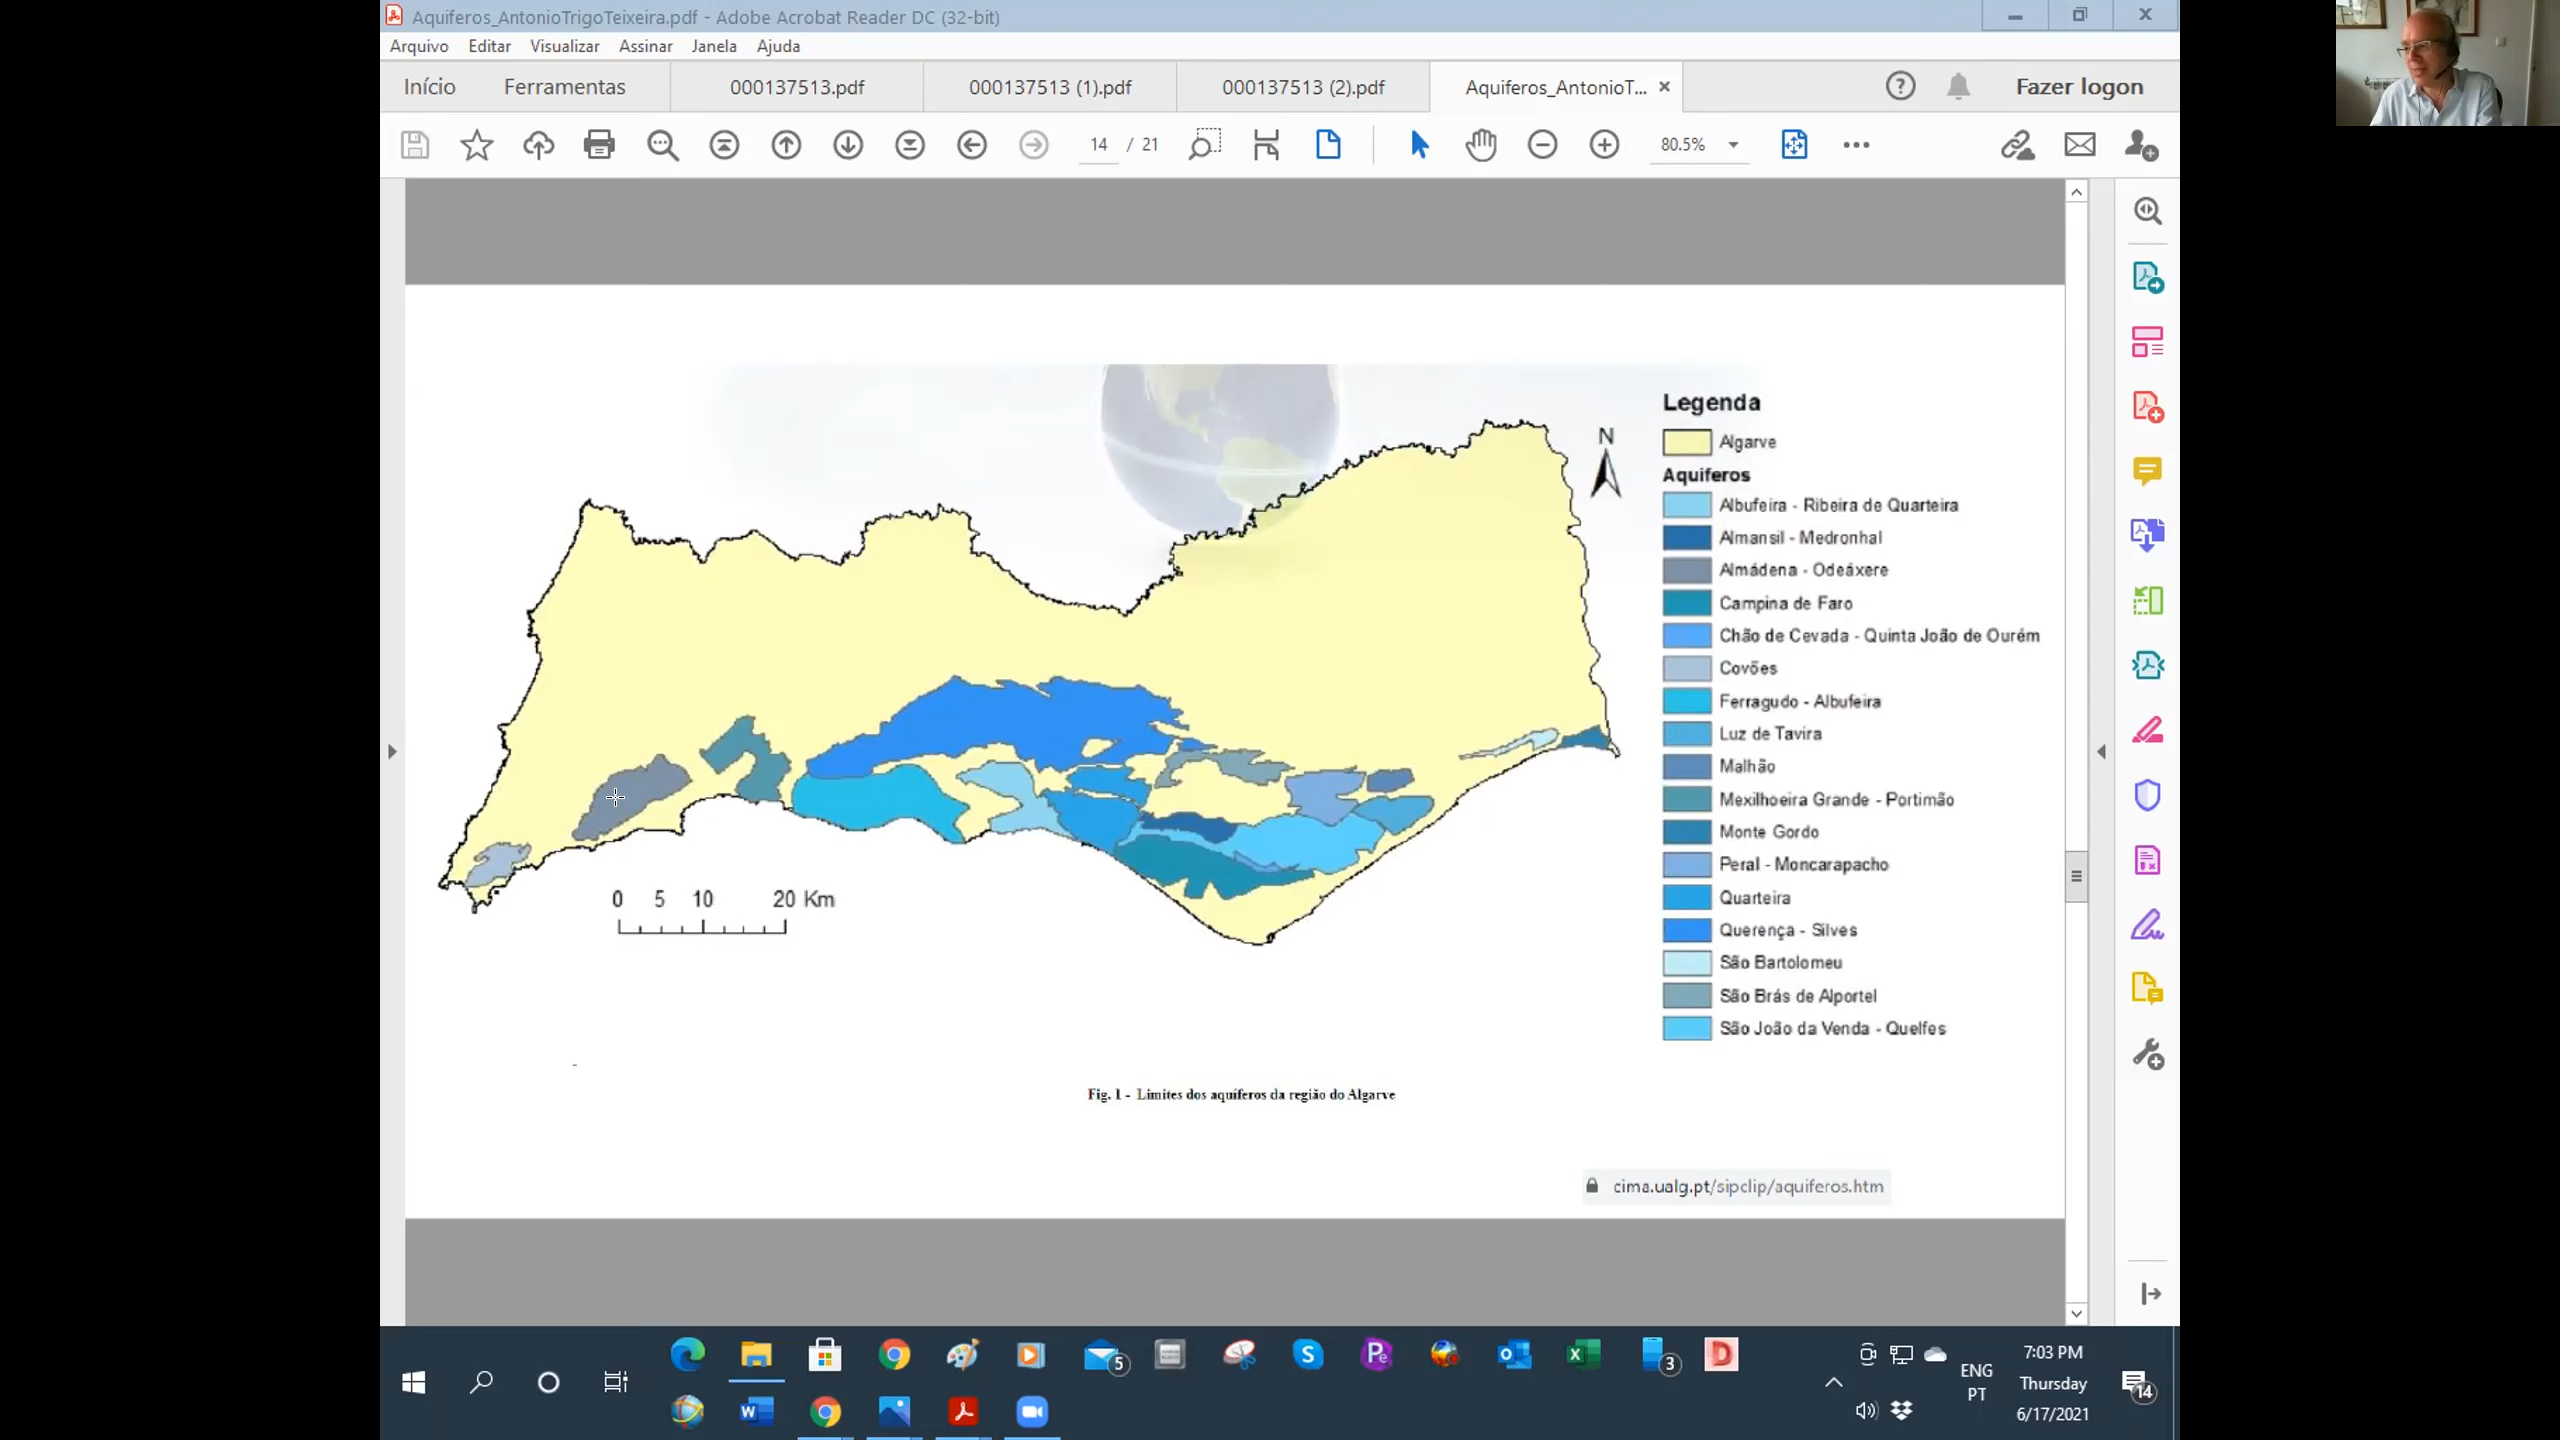 Aquiferos_AntonioTrigoTeixeira.pdf - Adobe Acrobat Reader DC (32-bit)
Arquivo Editar Visualizar Assinar Janela Ajuda
Início Ferramentas 000137513.pdf 000137513 (1).pdf 000137513 (2).pdf Aquiferos_AntonioT... Fazer logon
14 / 21 80.5%
Legenda
N
Algarve
Aquiferos
Albufeira - Ribeira de Quarteira
Almansil - Medronhal
Almádena - Odeáxere
Campina de Faro
Chão de Cevada - Quinta João de Ourém
Covões
Ferragudo - Albufeira
Luz de Tavira
Malhão
Mexilhoeira Grande - Portimão
Monte Gordo
Peral - Moncarapacho
Quarteira
Querença - Silves
São Bartolomeu
São Brás de Alportel
São João da Venda - Quelfes
0 5 10 20 Km
Fig. 1 - Limites dos aquíferos da região do Algarve
cima.ualg.pt/sipclip/aquiferos.htm
5
3
ENG
PT
7:03 PM
Thursday
6/17/2021
14